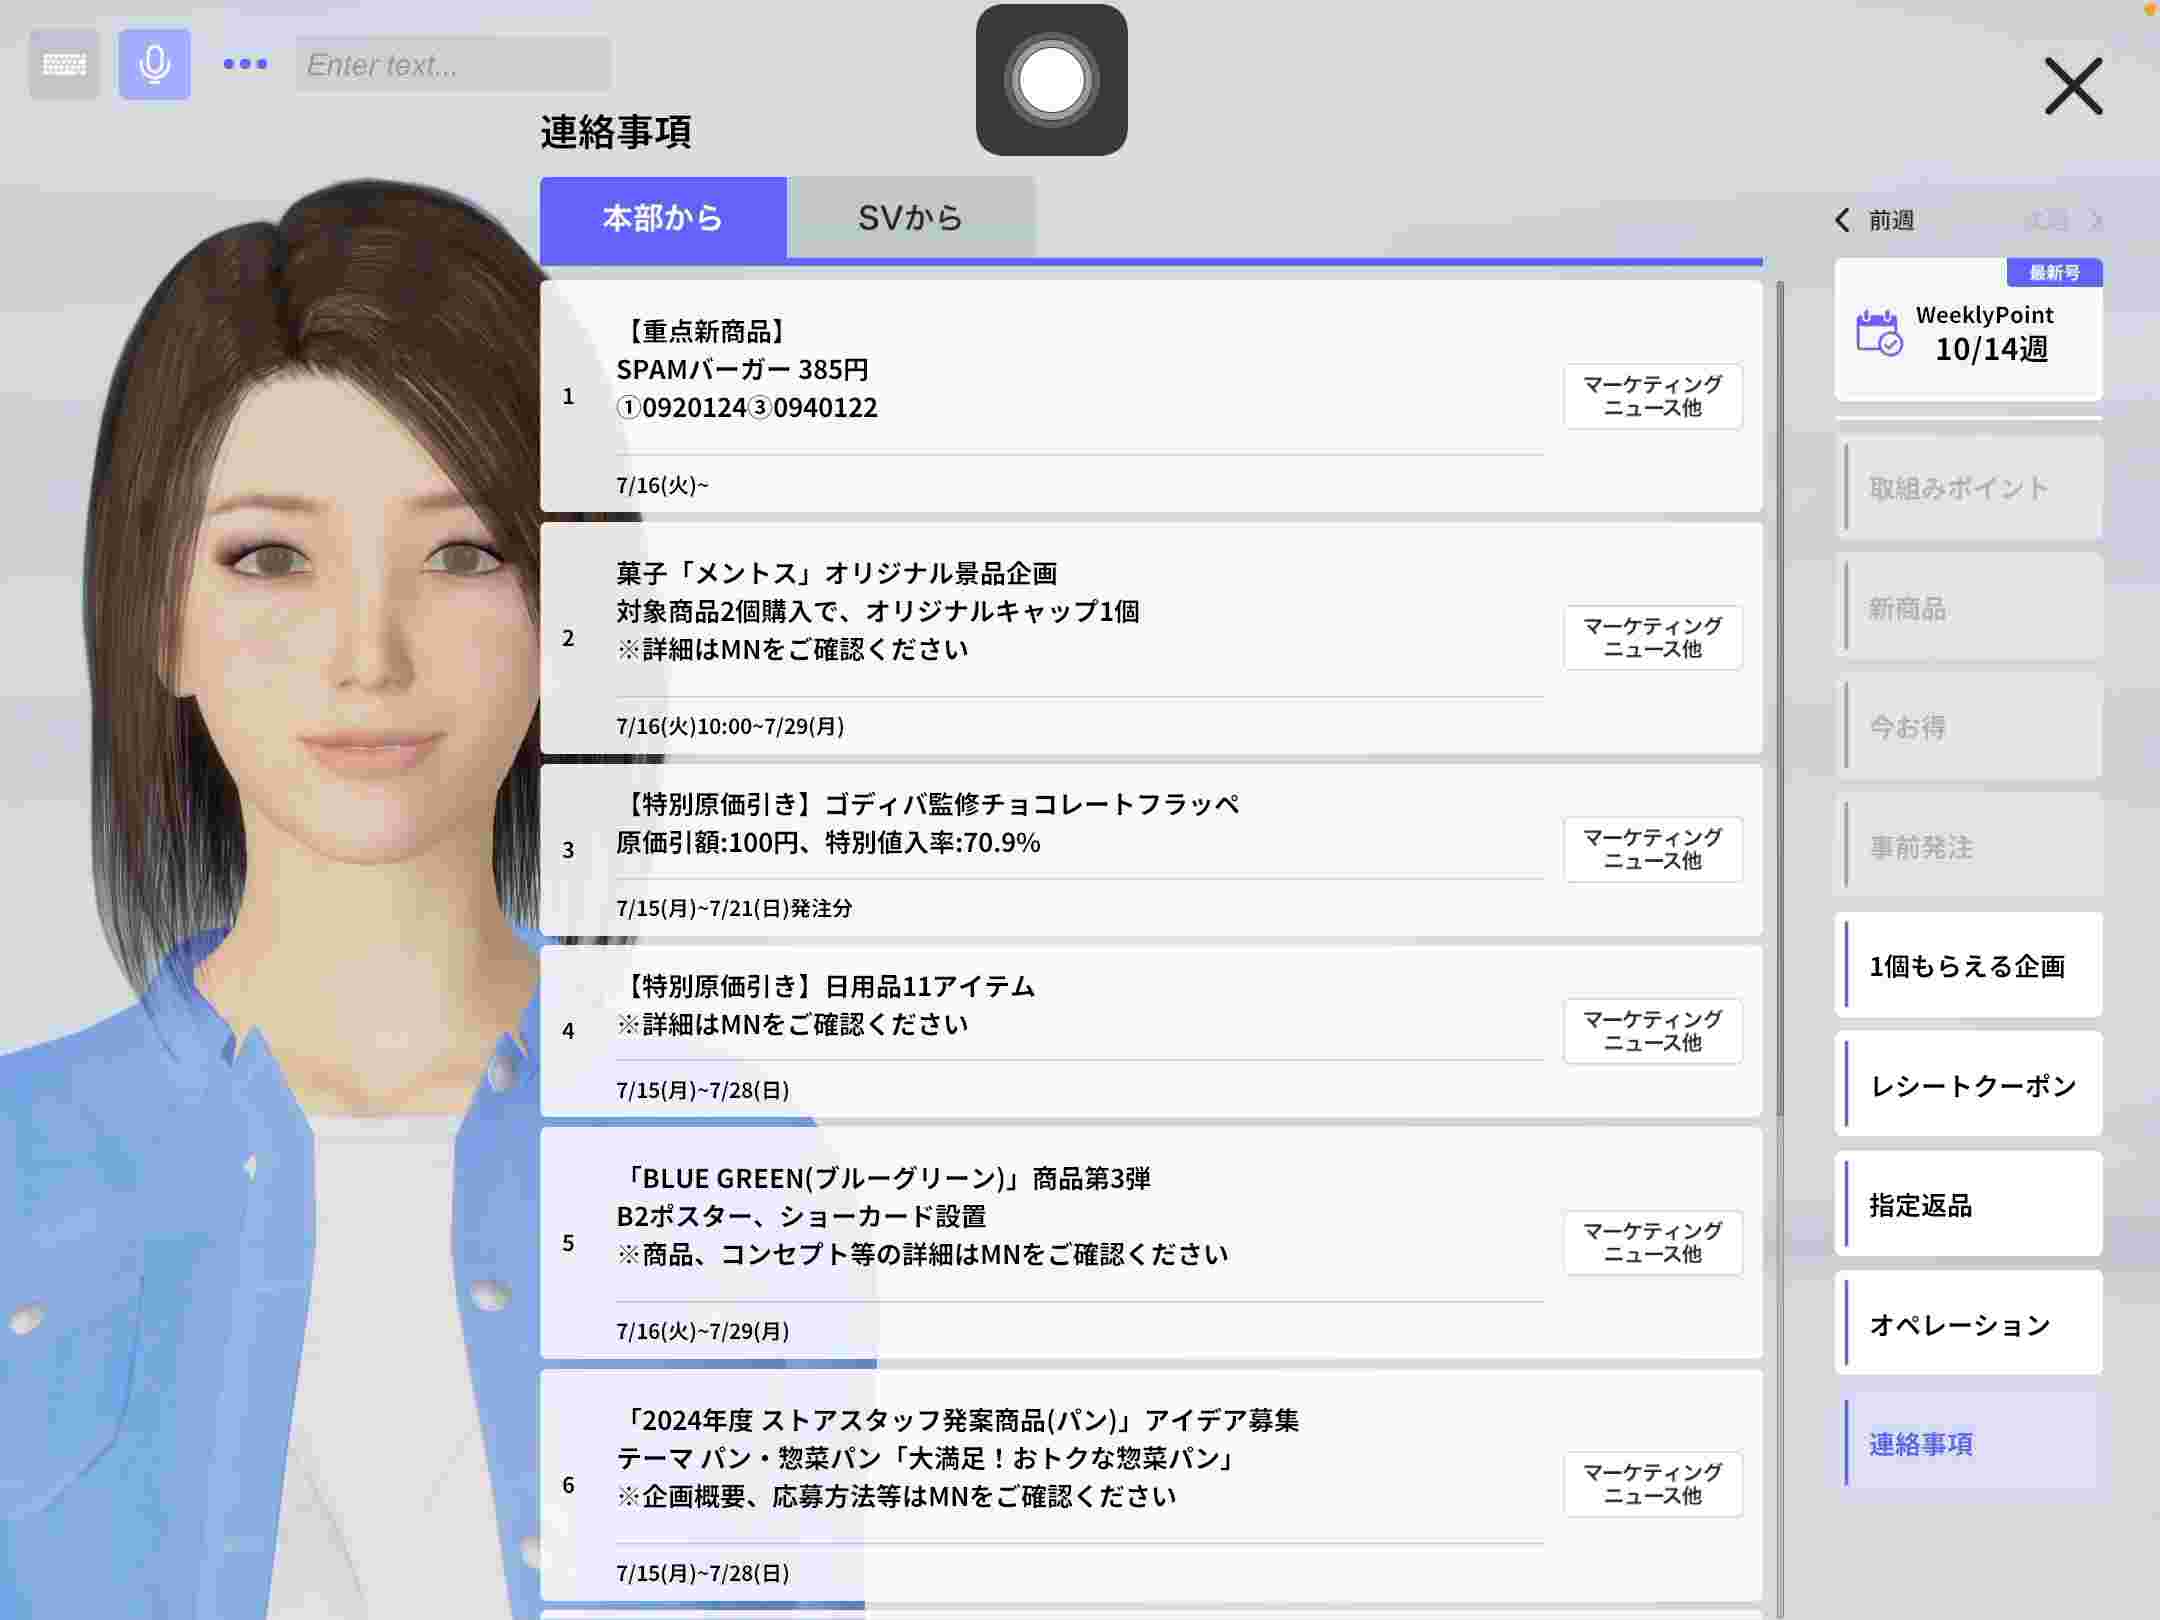 Enter text...
連絡事項
本部から
SVから
1
【重点新商品】
SPAMバーガー 385円
①0920124③0940122
マーケティング
ニュース他
7/16(火)~
2
菓子「メントス」オリジナル景品企画
対象商品2個購入で、オリジナルキャップ1個
※詳細はMNをご確認ください
マーケティング
ニュース他
7/16(火)10:00~7/29(月)
3
【特別原価引き】ゴディバ監修チョコレートフラッペ
原価引額:100円、特別値入率:70.9%
マーケティング
ニュース他
7/15(月)~7/21(日)発注分
4
【特別原価引き】日用品11アイテム
※詳細はMNをご確認ください
マーケティング
ニュース他
7/15(月)~7/28(日)
5
「BLUE GREEN(ブルーグリーン)」商品第3弾
B2ポスター、ショーカード設置
※商品、コンセプト等の詳細はMNをご確認ください
マーケティング
ニュース他
7/16(火)~7/29(月)
6
「2024年度 ストアスタッフ発案商品(パン)」アイデア募集
テーマ パン・惣菜パン「大満足！おトクな惣菜パン」
※企画概要、応募方法等はMNをご確認ください
マーケティング
ニュース他
7/15(月)~7/28(日)
前週
次週
最新号
WeeklyPoint
10/14週
取組みポイント
新商品
今お得
事前発注
1個もらえる企画
レシートクーポン
指定返品
オペレーション
連絡事項